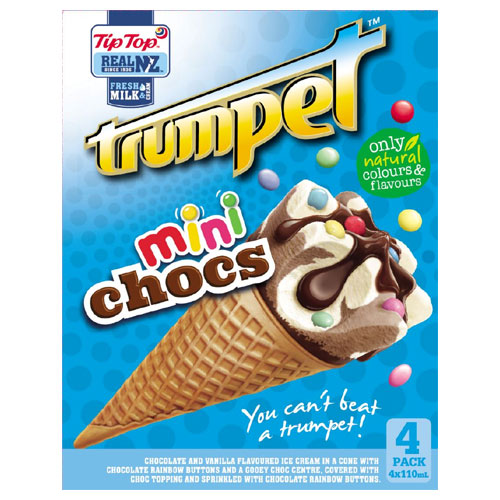 Tip Top®
REAL NZ
SINCE 1936
FRESH
MILK & CREAM
trumpet™
only
natural
colours &
flavours
mini
chocs
You can't beat
a trumpet!
4
PACK
4x110mL
CHOCOLATE AND VANILLA FLAVOURED ICE CREAM IN A CONE WITH
CHOCOLATE RAINBOW BUTTONS AND A GOOEY CHOC CENTRE, COVERED WITH
CHOC TOPPING AND SPRINKLED WITH CHOCOLATE RAINBOW BUTTONS.